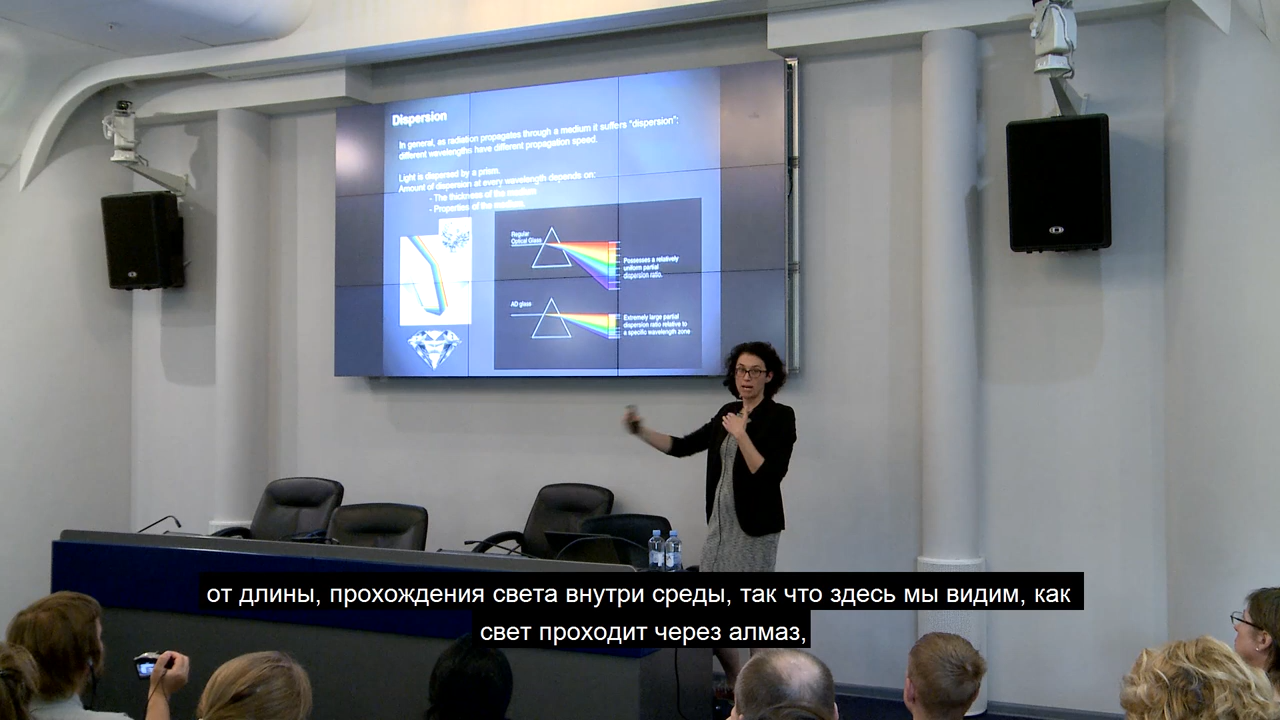 Dispersion
In general, as radiation propagates through a medium it suffers "dispersion":
different wavelengths have different propagation speed.
Light is dispersed by a prism.
Amount of dispersion at every wavelength depends on:
- The thickness of the medium
- Properties of the medium.
Regular
Optical Glass
Possesses a relatively
uniform partial
dispersion ratio.
AD glass
Extremely large partial
dispersion ratio relative to
a specific wavelength zone
от длины, прохождения света внутри среды, так что здесь мы видим, как
свет проходит через алмаз,